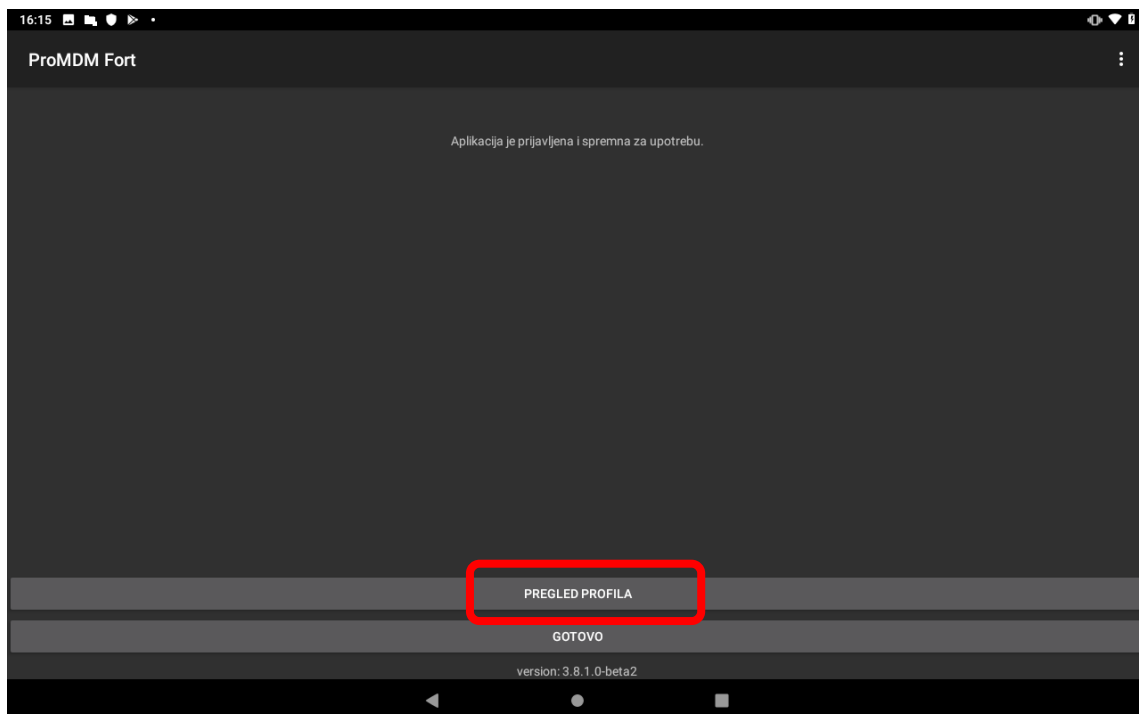 16:15
ProMDM Fort
Aplikacija je prijavljena i spremna za upotrebu.
PREGLED PROFILA
GOTOVO
version: 3.8.1.0-beta2